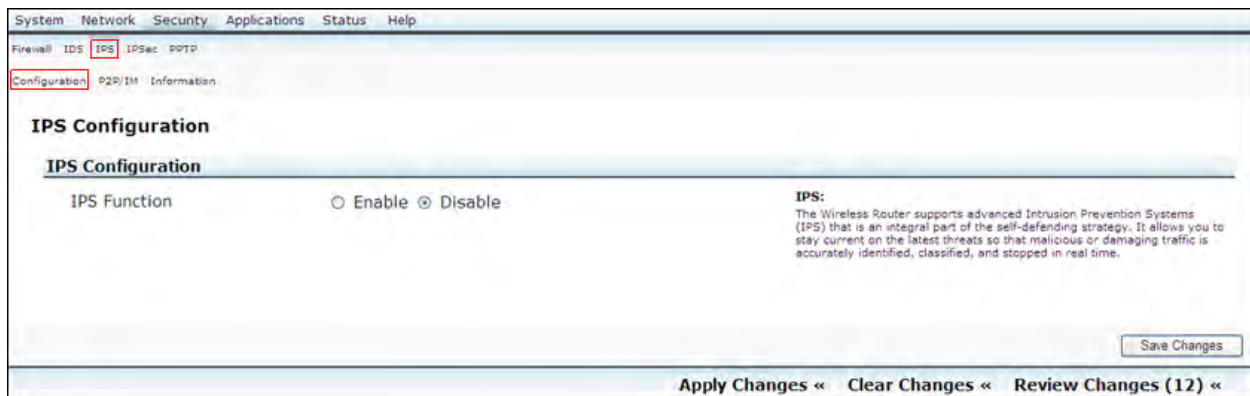 System Network Security Applications Status Help
Firewall IDS IPS IPSec PPTP
Configuration P2P/IM Information
IPS Configuration
IPS Configuration
IPS Function
Enable Disable
IPS:
The Wireless Router supports advanced Intrusion Prevention Systems
(IPS) that is an integral part of the self-defending strategy. It allows you to
stay current on the latest threats so that malicious or damaging traffic is
accurately identified, classified, and stopped in real time.
Save Changes
Apply Changes « Clear Changes « Review Changes (12) «